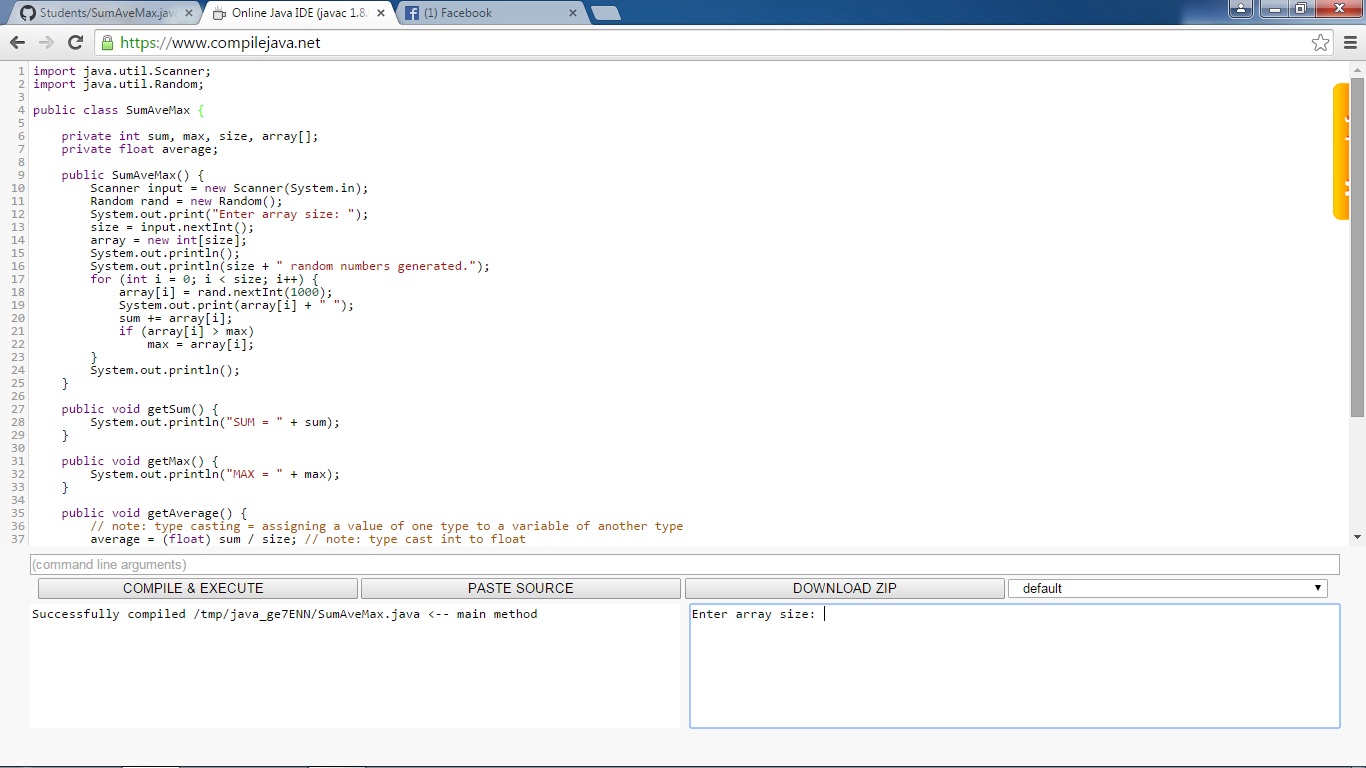 Students/SumAveMax.java
Online Java IDE (javac 1.8.
(1) Facebook
https://www.compilejava.net
1 import java.util.Scanner;
2 import java.util.Random;
3
4 public class SumAveMax {
5
6 private int sum, max, size, array[];
7 private float average;
8
9 public SumAveMax() {
10 Scanner input = new Scanner(System.in);
11 Random rand = new Random();
12 System.out.print("Enter array size: ");
13 size = input.nextInt();
14 array = new int[size];
15 System.out.println();
16 System.out.println(size + " random numbers generated.");
17 for (int i = 0; i < size; i++) {
18 array[i] = rand.nextInt(1000);
19 System.out.print(array[i] + " ");
20 sum += array[i];
21 if (array[i] > max)
22 max = array[i];
23 }
24 System.out.println();
25 }
26
27 public void getSum() {
28 System.out.println("SUM = " + sum);
29 }
30
31 public void getMax() {
32 System.out.println("MAX = " + max);
33 }
34
35 public void getAverage() {
36 // note: type casting = assigning a value of one type to a variable of another type
37 average = (float) sum / size; // note: type cast int to float
(command line arguments)
COMPILE & EXECUTE
PASTE SOURCE
DOWNLOAD ZIP
default
Successfully compiled /tmp/java_ge7ENN/SumAveMax.java <-- main method
Enter array size: